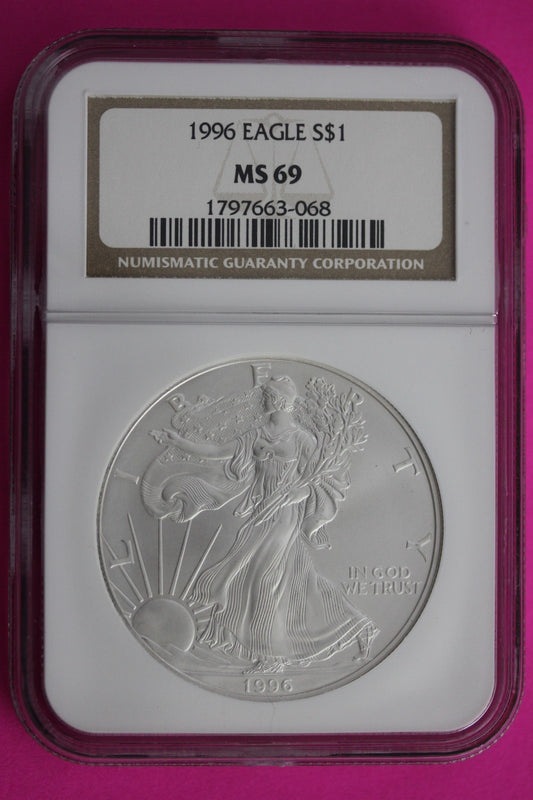 1996 EAGLE S$1
MS 69
1797663-068
NUMISMATIC GUARANTY CORPORATION
LIBERTY
IN GOD
WE TRUST
1996